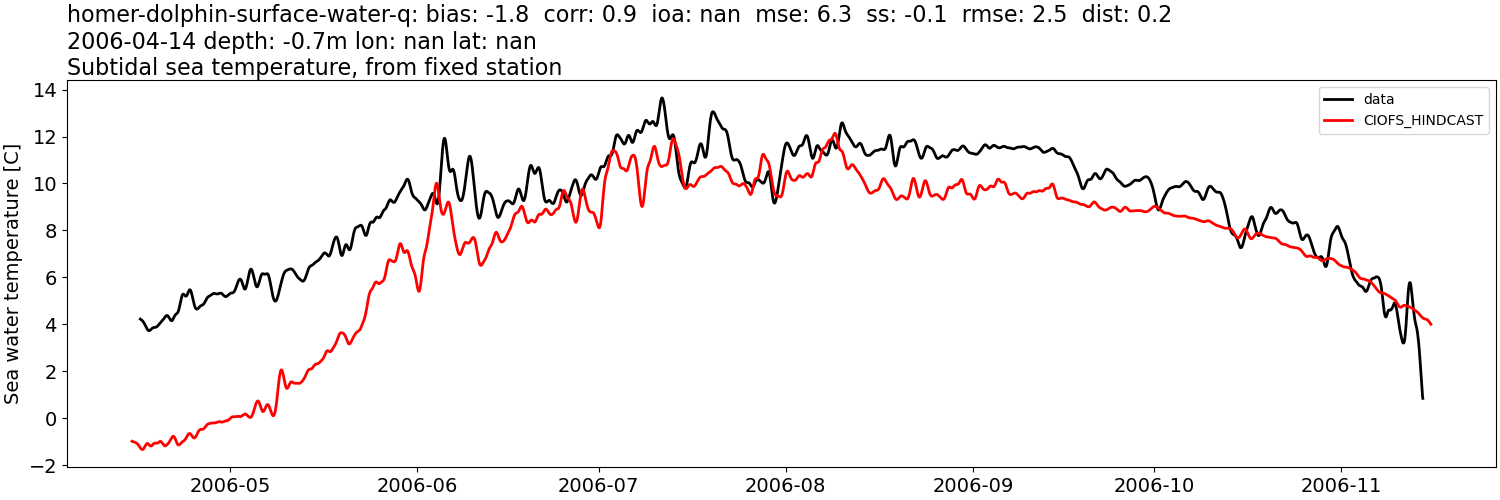 homer-dolphin-surface-water-q: bias: -1.8  corr: 0.9  ioa: nan  mse: 6.3  ss: -0.1  rmse: 2.5  dist: 0.2
2006-04-14 depth: -0.7m lon: nan lat: nan
Subtidal sea temperature, from fixed station
Sea water temperature [C]
14
12
10
8
6
4
2
0
−2
data
CIOFS_HINDCAST
2006-05
2006-06
2006-07
2006-08
2006-09
2006-10
2006-11